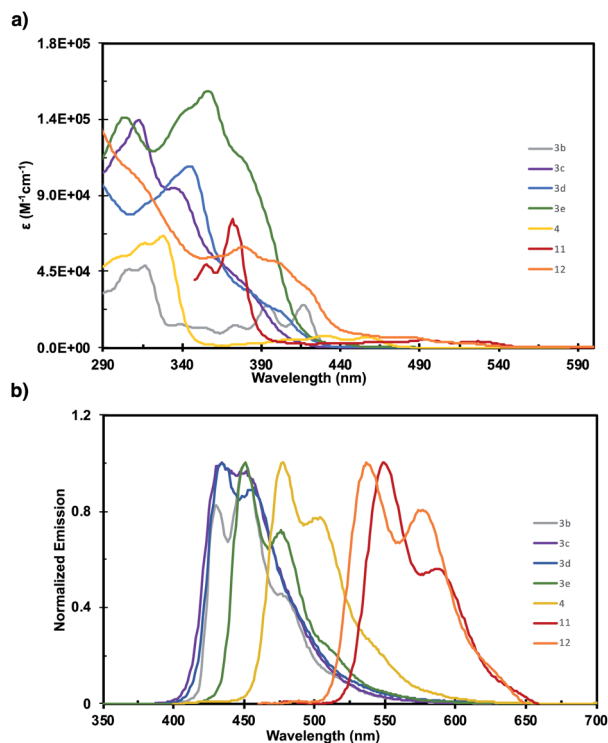 a)
1.8E+05
1.4E+05
9.0E+04
4.5E+04
0.0E+00
ε (M⁻¹cm⁻¹)
290 340 390 440 490 540 590
Wavelength (nm)
3b
3c
3d
3e
4
11
12
b)
1.2
0.8
0.4
0
Normalized Emission
350 400 450 500 550 600 650 700
Wavelength (nm)
3b
3c
3d
3e
4
11
12